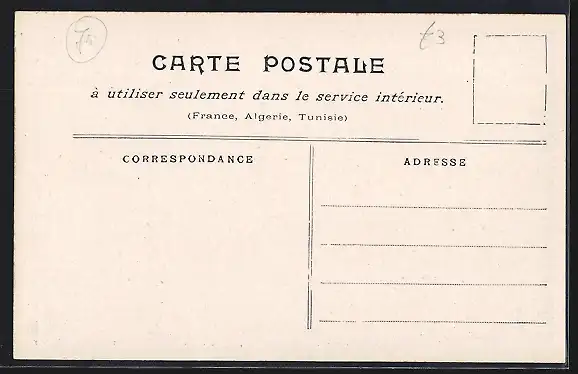 CARTE POSTALE
à utiliser seulement dans le service intérieur.
(France, Algerie, Tunisie)
CORRESPONDANCE
ADRESSE